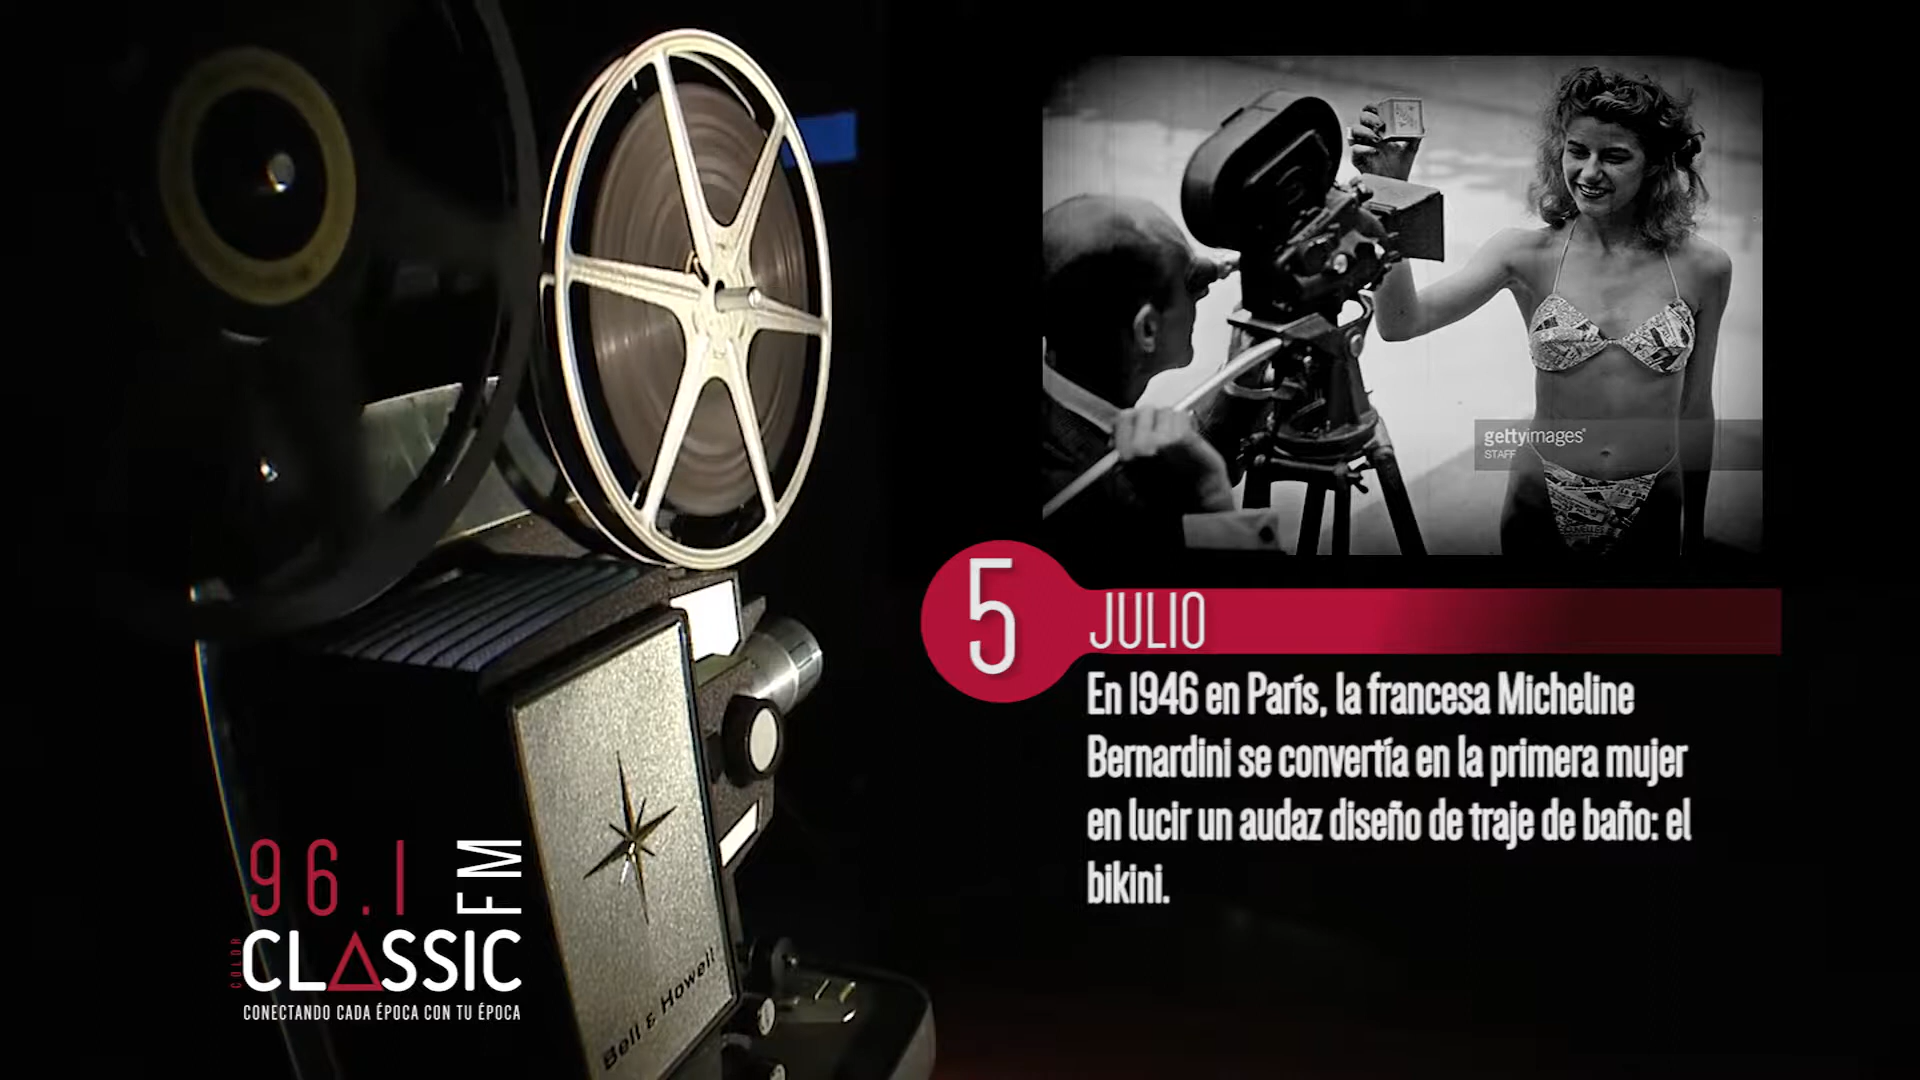 gettyimages®
STAFF
5
JULIO
En 1946 en París, la francesa Micheline
Bernardini se convertía en la primera mujer
en lucir un audaz diseño de traje de baño: el
bikini.
96.1 FM
COLOR
CLASSIC
CONECTANDO CADA ÉPOCA CON TU ÉPOCA
Bell & Howell